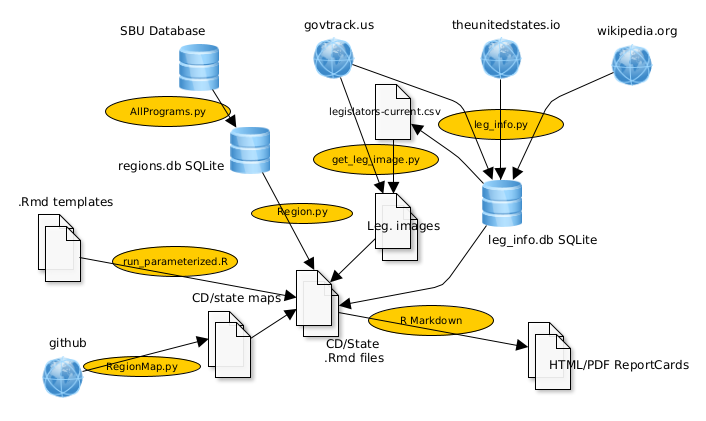 govtrack.us
theunitedstates.io
wikipedia.org
SBU Database
AllPrograms.py
legislators-current.csv
leg_info.py
get_leg_image.py
regions.db SQLite
.Rmd templates
Region.py
Leg. images
leg_info.db SQLite
run_parameterized.R
CD/state maps
R Markdown
github
CD/State
.Rmd files
RegionMap.py
HTML/PDF ReportCards